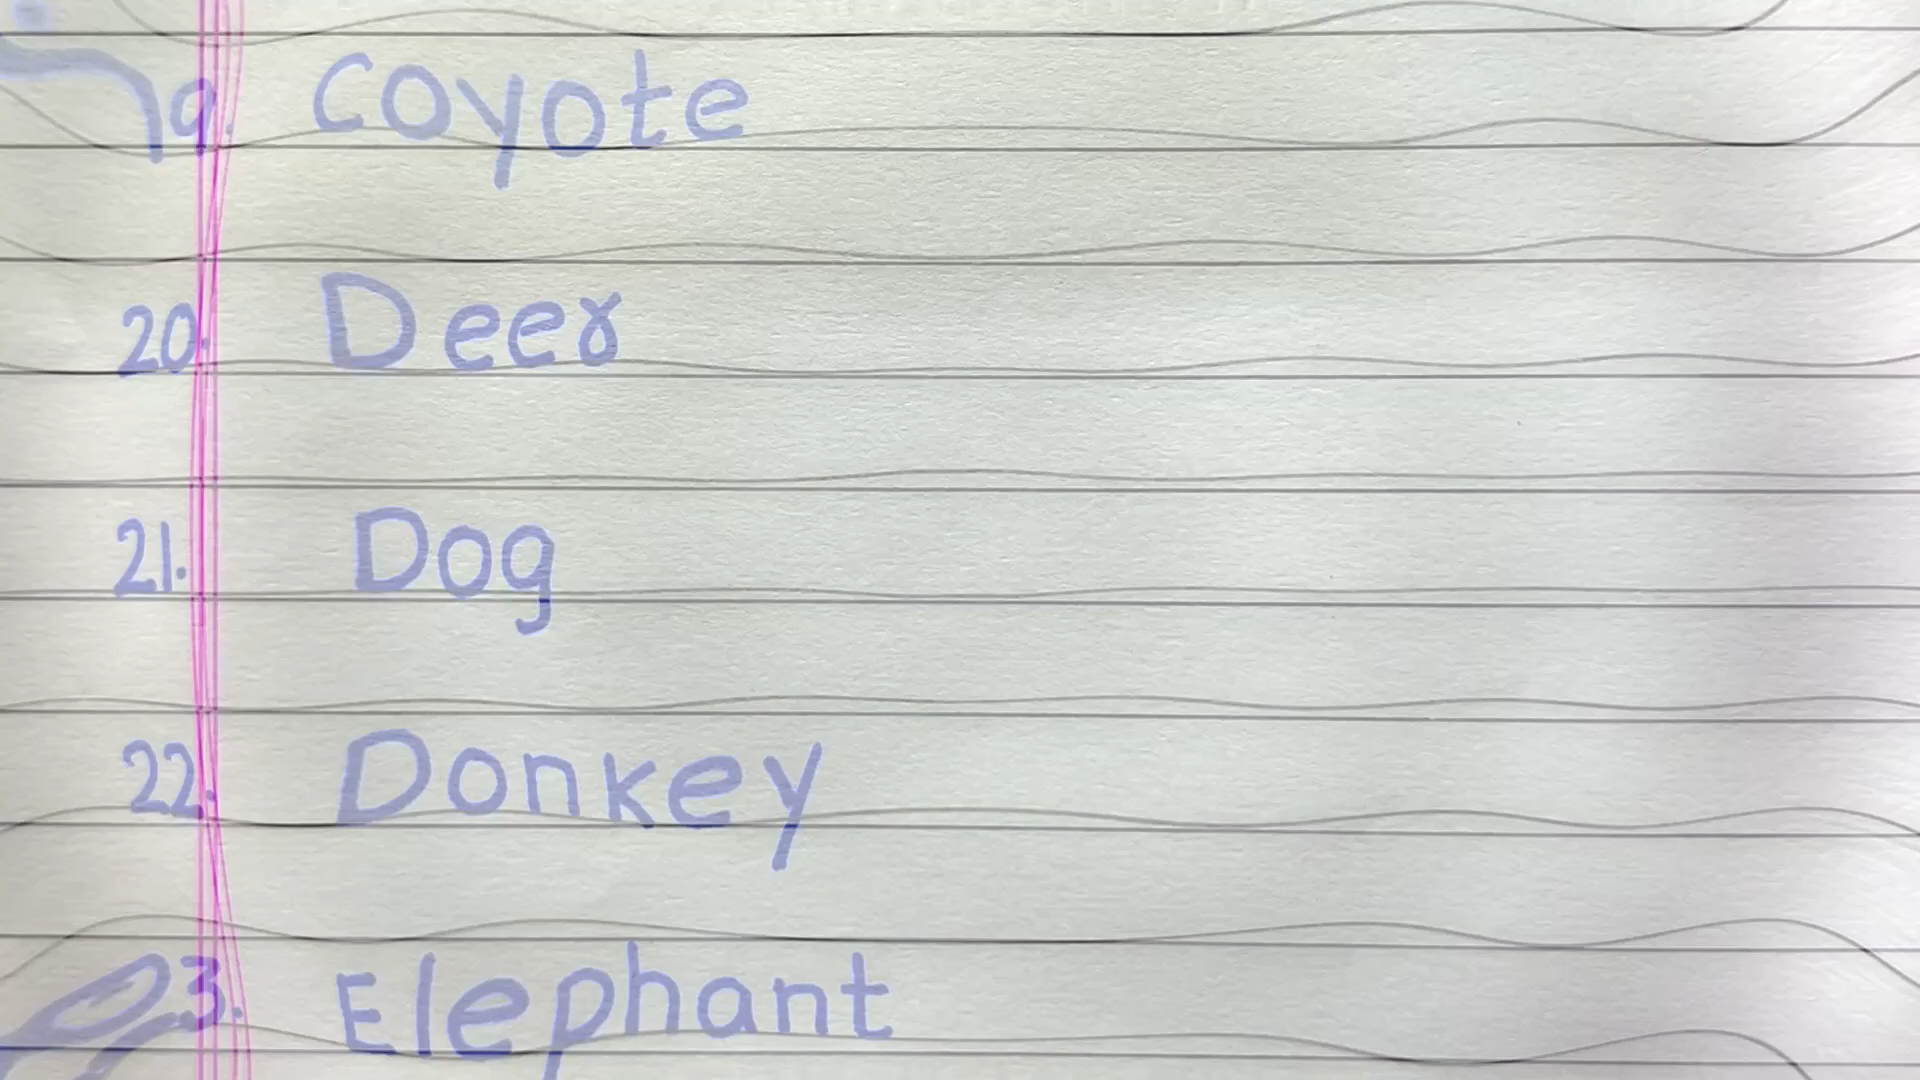 19. Coyote
20. Deer
21. Dog
22. Donkey
23. Elephant